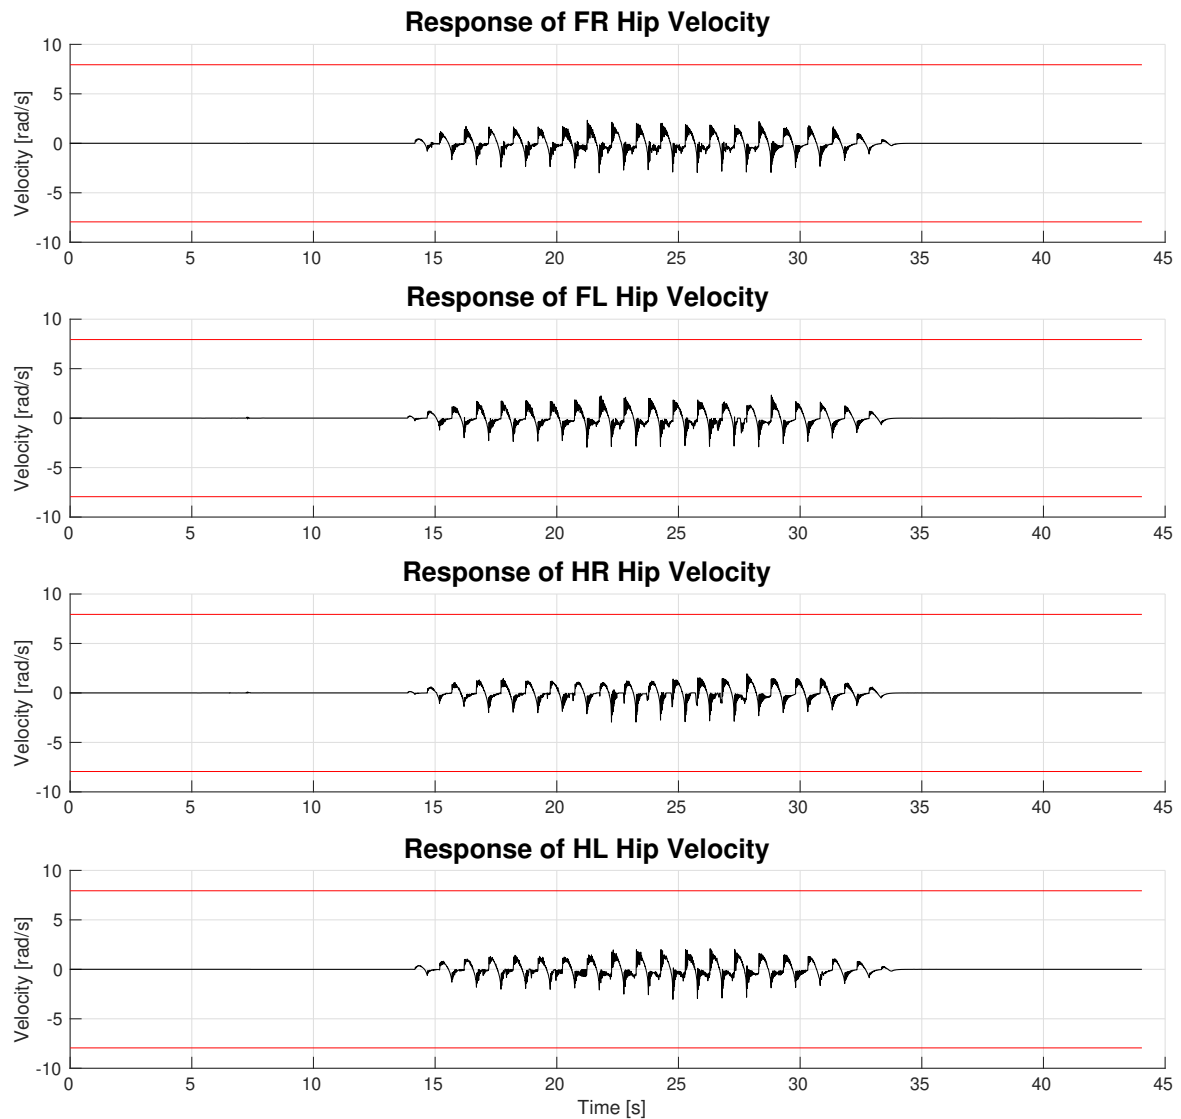 Response of FR Hip Velocity
10
5
0
-5
-10
Velocity [rad/s]
0 5 10 15 20 25 30 35 40 45
Response of FL Hip Velocity
10
5
0
-5
-10
Velocity [rad/s]
0 5 10 15 20 25 30 35 40 45
Response of HR Hip Velocity
10
5
0
-5
-10
Velocity [rad/s]
0 5 10 15 20 25 30 35 40 45
Response of HL Hip Velocity
10
5
0
-5
-10
Velocity [rad/s]
0 5 10 15 20 25 30 35 40 45
Time [s]